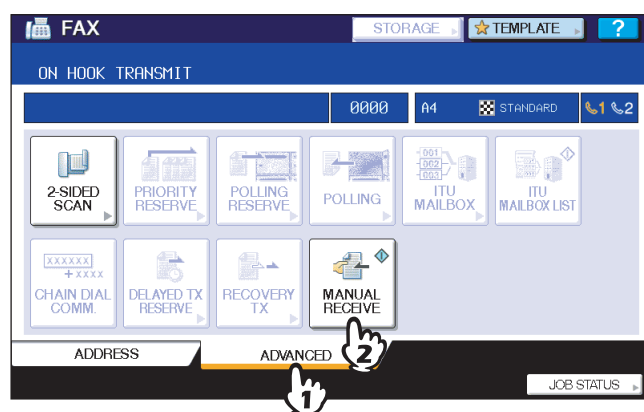 FAX
STORAGE
TEMPLATE
?
ON HOOK TRANSMIT
0000
A4
STANDARD
1
2
2-SIDED
SCAN
PRIORITY
RESERVE
POLLING
RESERVE
POLLING
001
002
003
ITU
MAILBOX
ITU
MAILBOX LIST
XXXXXX
+XXXX
CHAIN DIAL
COMM.
DELAYED TX
RESERVE
RECOVERY
TX
MANUAL
RECEIVE
ADDRESS
ADVANCED
2
1
JOB STATUS